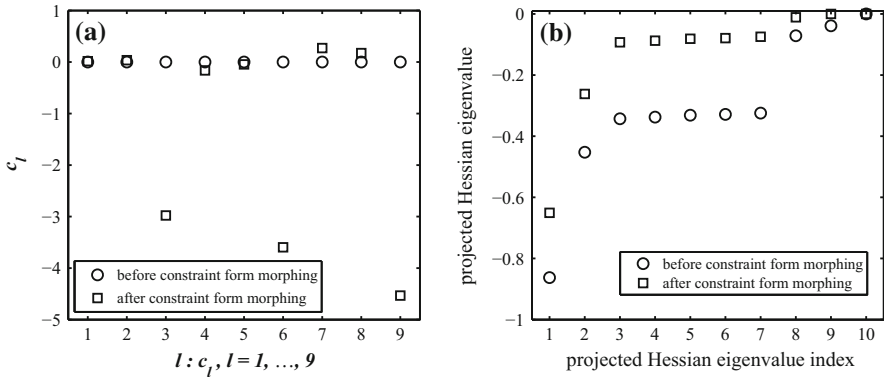 (a)
1
0
−1
−2
−3
−4
−5
c_l
before constraint form morphing
after constraint form morphing
1 2 3 4 5 6 7 8 9
l : c_l , l = 1, ..., 9
(b)
0
−0.2
−0.4
−0.6
−0.8
−1
projected Hessian eigenvalue
before constraint form morphing
after constraint form morphing
1 2 3 4 5 6 7 8 9 10
projected Hessian eigenvalue index